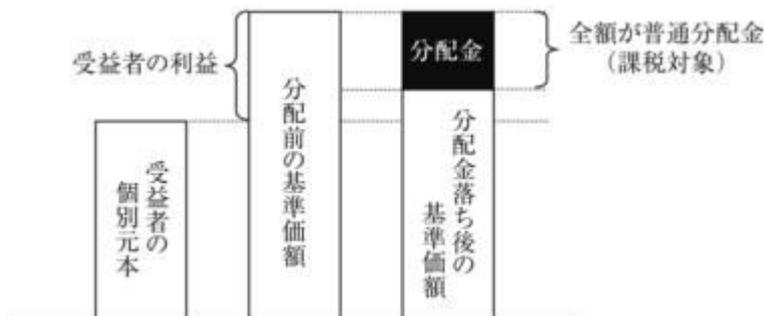 受益者の利益
受益者の
個別元本
分配前の基準価額
分配金
分配金落ち後の
基準価額
全額が普通分配金
（課税対象）